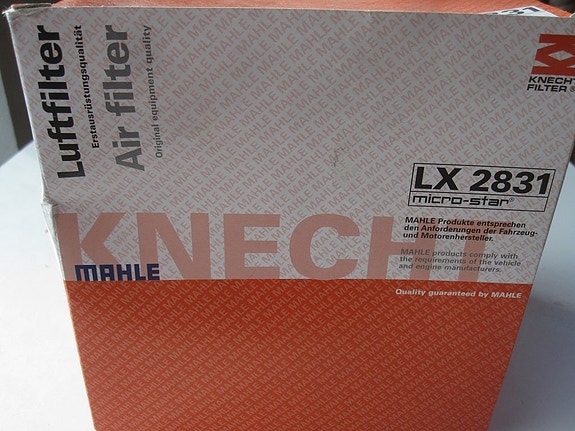 Luftfilter
Erstausrüstungsqualität
Air filter
Original equipment quality
KNECHT
FILTER®
LX 2831
micro-star®
MAHLE Produkte entsprechen
den Anforderungen der Fahrzeug-
und Motorenhersteller.
KNECHT
MAHLE products comply with
the requirements of the vehicle
and engine manufacturers.
MAHLE
Quality guaranteed by MAHLE